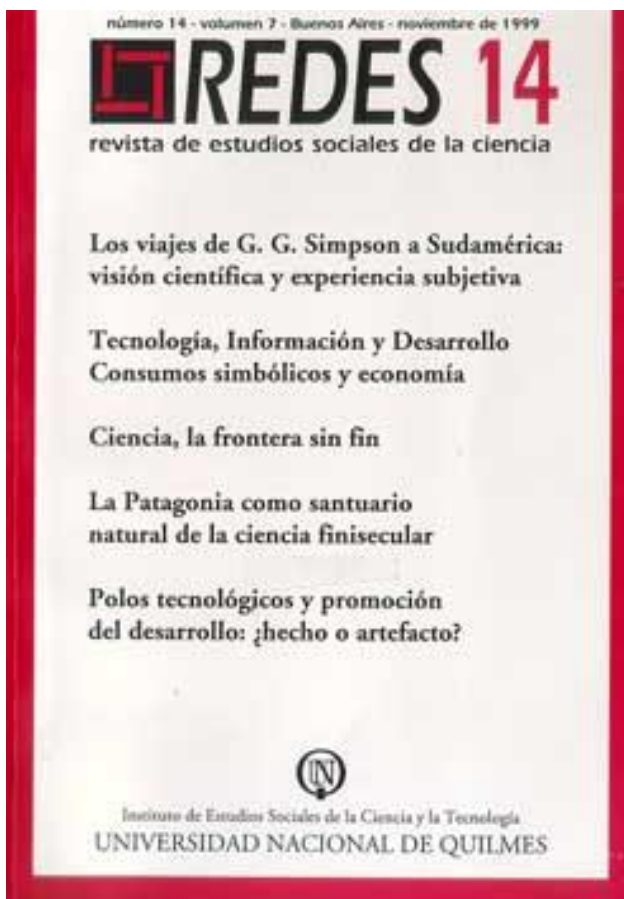 número 14 - volumen 7 - Buenos Aires - noviembre de 1999
REDES 14
revista de estudios sociales de la ciencia
Los viajes de G. G. Simpson a Sudamérica:
visión científica y experiencia subjetiva
Tecnología, Información y Desarrollo
Consumos simbólicos y economía
Ciencia, la frontera sin fin
La Patagonia como santuario
natural de la ciencia finisecular
Polos tecnológicos y promoción
del desarrollo: ¿hecho o artefacto?
Instituto de Estudios Sociales de la Ciencia y la Tecnología
UNIVERSIDAD NACIONAL DE QUILMES